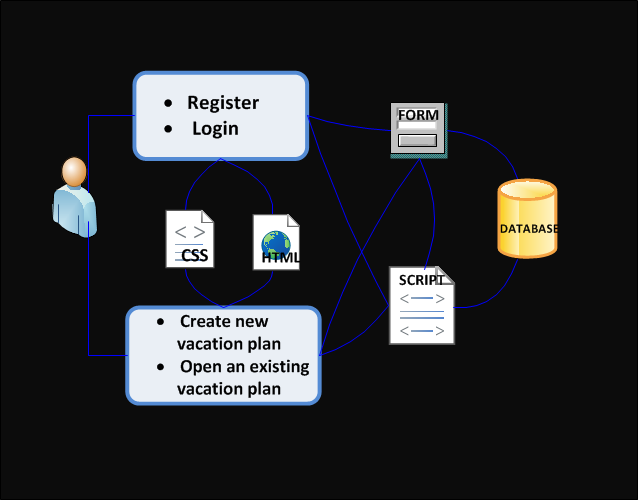 • Register
• Login
FORM
DATABASE
CSS
HTML
SCRIPT
• Create new
vacation plan
• Open an existing
vacation plan